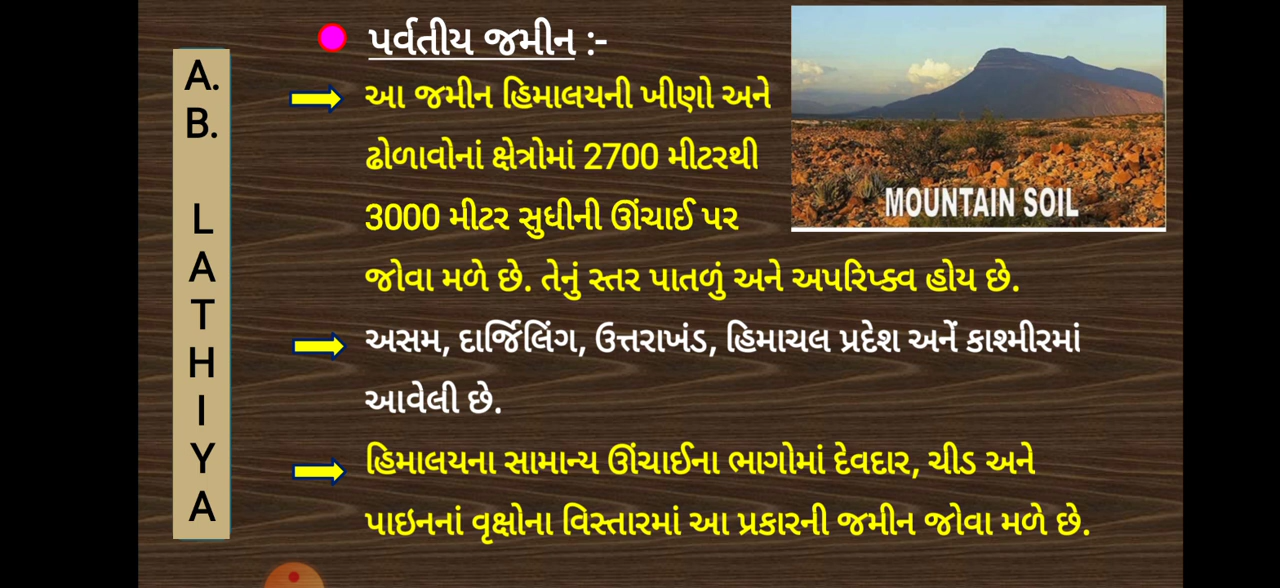 A.
B.
L
A
T
H
I
Y
A
પર્વતીય જમીન :-
આ જમીન હિમાલયની ખીણો અને
ઢોળાવોનાં ક્ષેત્રોમાં 2700 મીટરથી
3000 મીટર સુધીની ઊંચાઈ પર
જોવા મળે છે. તેનું સ્તર પાતળું અને અપરિપ્કવ હોય છે.
અસમ, દાર્જિલિંગ, ઉત્તરાખંડ, હિમાચલ પ્રદેશ અનેં કાશ્મીરમાં
આવેલી છે.
હિમાલયના સામાન્ય ઊંચાઈના ભાગોમાં દેવદાર, ચીડ અને
પાઇનનાં વૃક્ષોના વિસ્તારમાં આ પ્રકારની જમીન જોવા મળે છે.
MOUNTAIN SOIL